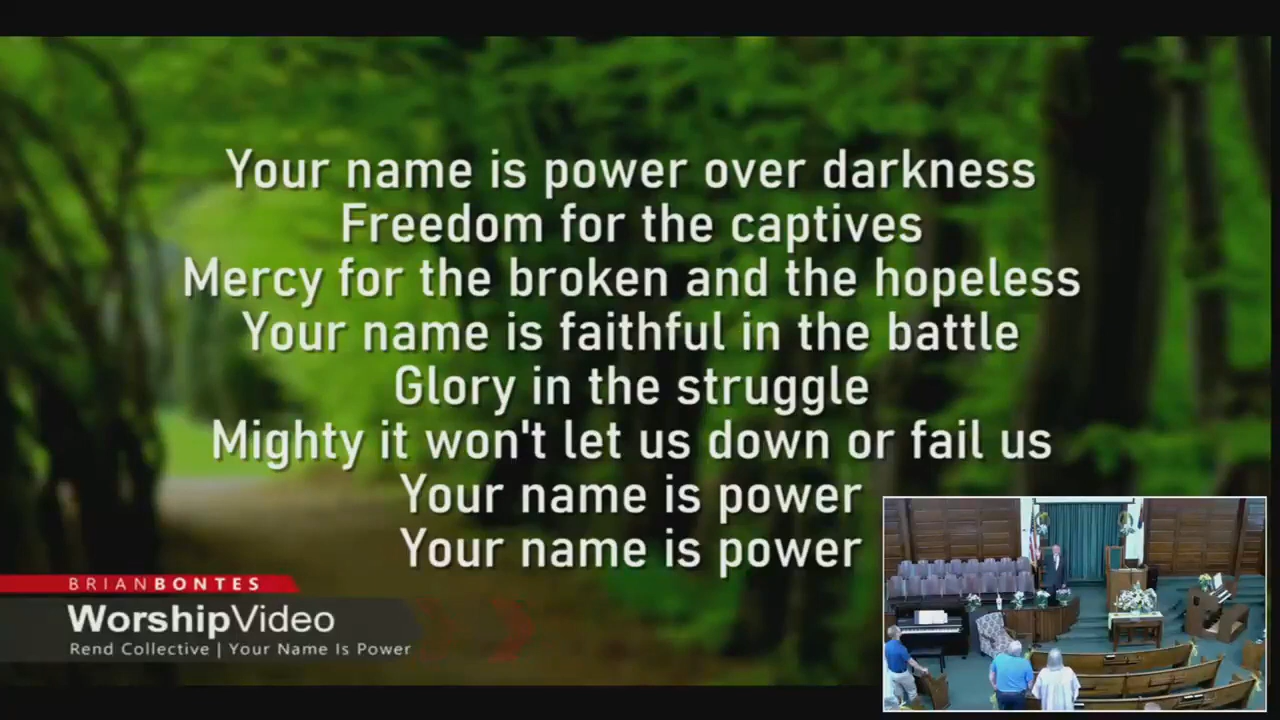 Your name is power over darkness
Freedom for the captives
Mercy for the broken and the hopeless
Your name is faithful in the battle
Glory in the struggle
Mighty it won't let us down or fail us
Your name is power
Your name is power
BRIANBONTES
WorshipVideo
Rend Collective | Your Name Is Power